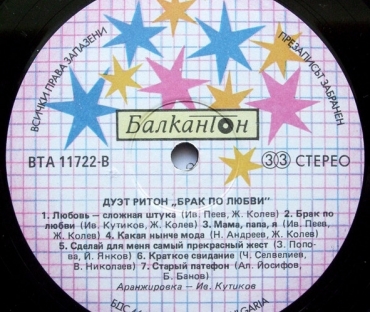 ВСИЧКИ ПРАВА ЗАПАЗЕНИ
ПРЕЗАПИСЪТ ЗАБРАНЕН
Балкантон
ВТА 11722-В
33 СТЕРЕО
ДУЭТ РИТОН „БРАК ПО ЛЮБВИ"
1. Любовь — сложная штука (Ив. Пеев, Ж. Колев) 2. Брак по
любви (Ив. Кутиков, Ж. Колев) 3. Мама, папа, я (Ив. Пеев,
Ж. Колев) 4. Какая нынче мода (Н. Андреев, Ж. Колев)
5. Сделай для меня самый прекрасный жест (З. Попо-
ва, Й. Янков) 6. Краткое свидание (Ч. Селвелиев,
В. Николаев) 7. Старый патефон (Ал. Йосифов,
Б. Банов)
Аранжировка — Ив. Кутиков
БДС